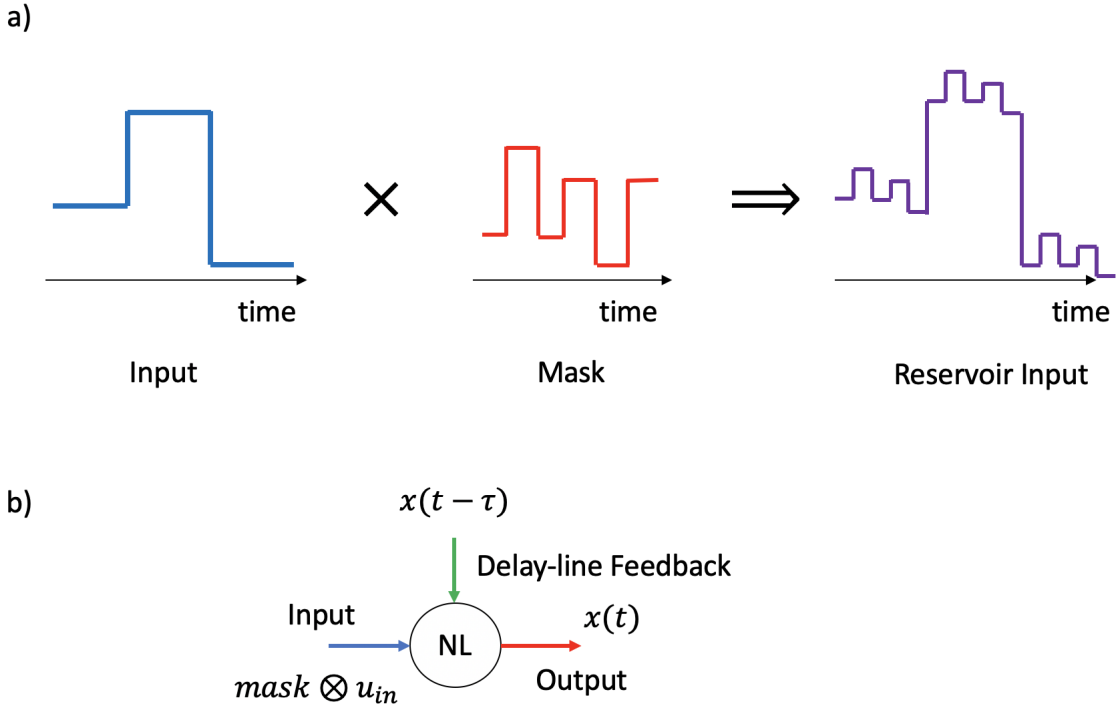 a)
×
⟹
time
time
time
Input
Mask
Reservoir Input
b)
x(t − τ)
Delay-line Feedback
Input
x(t)
NL
mask ⊗ u_in
Output